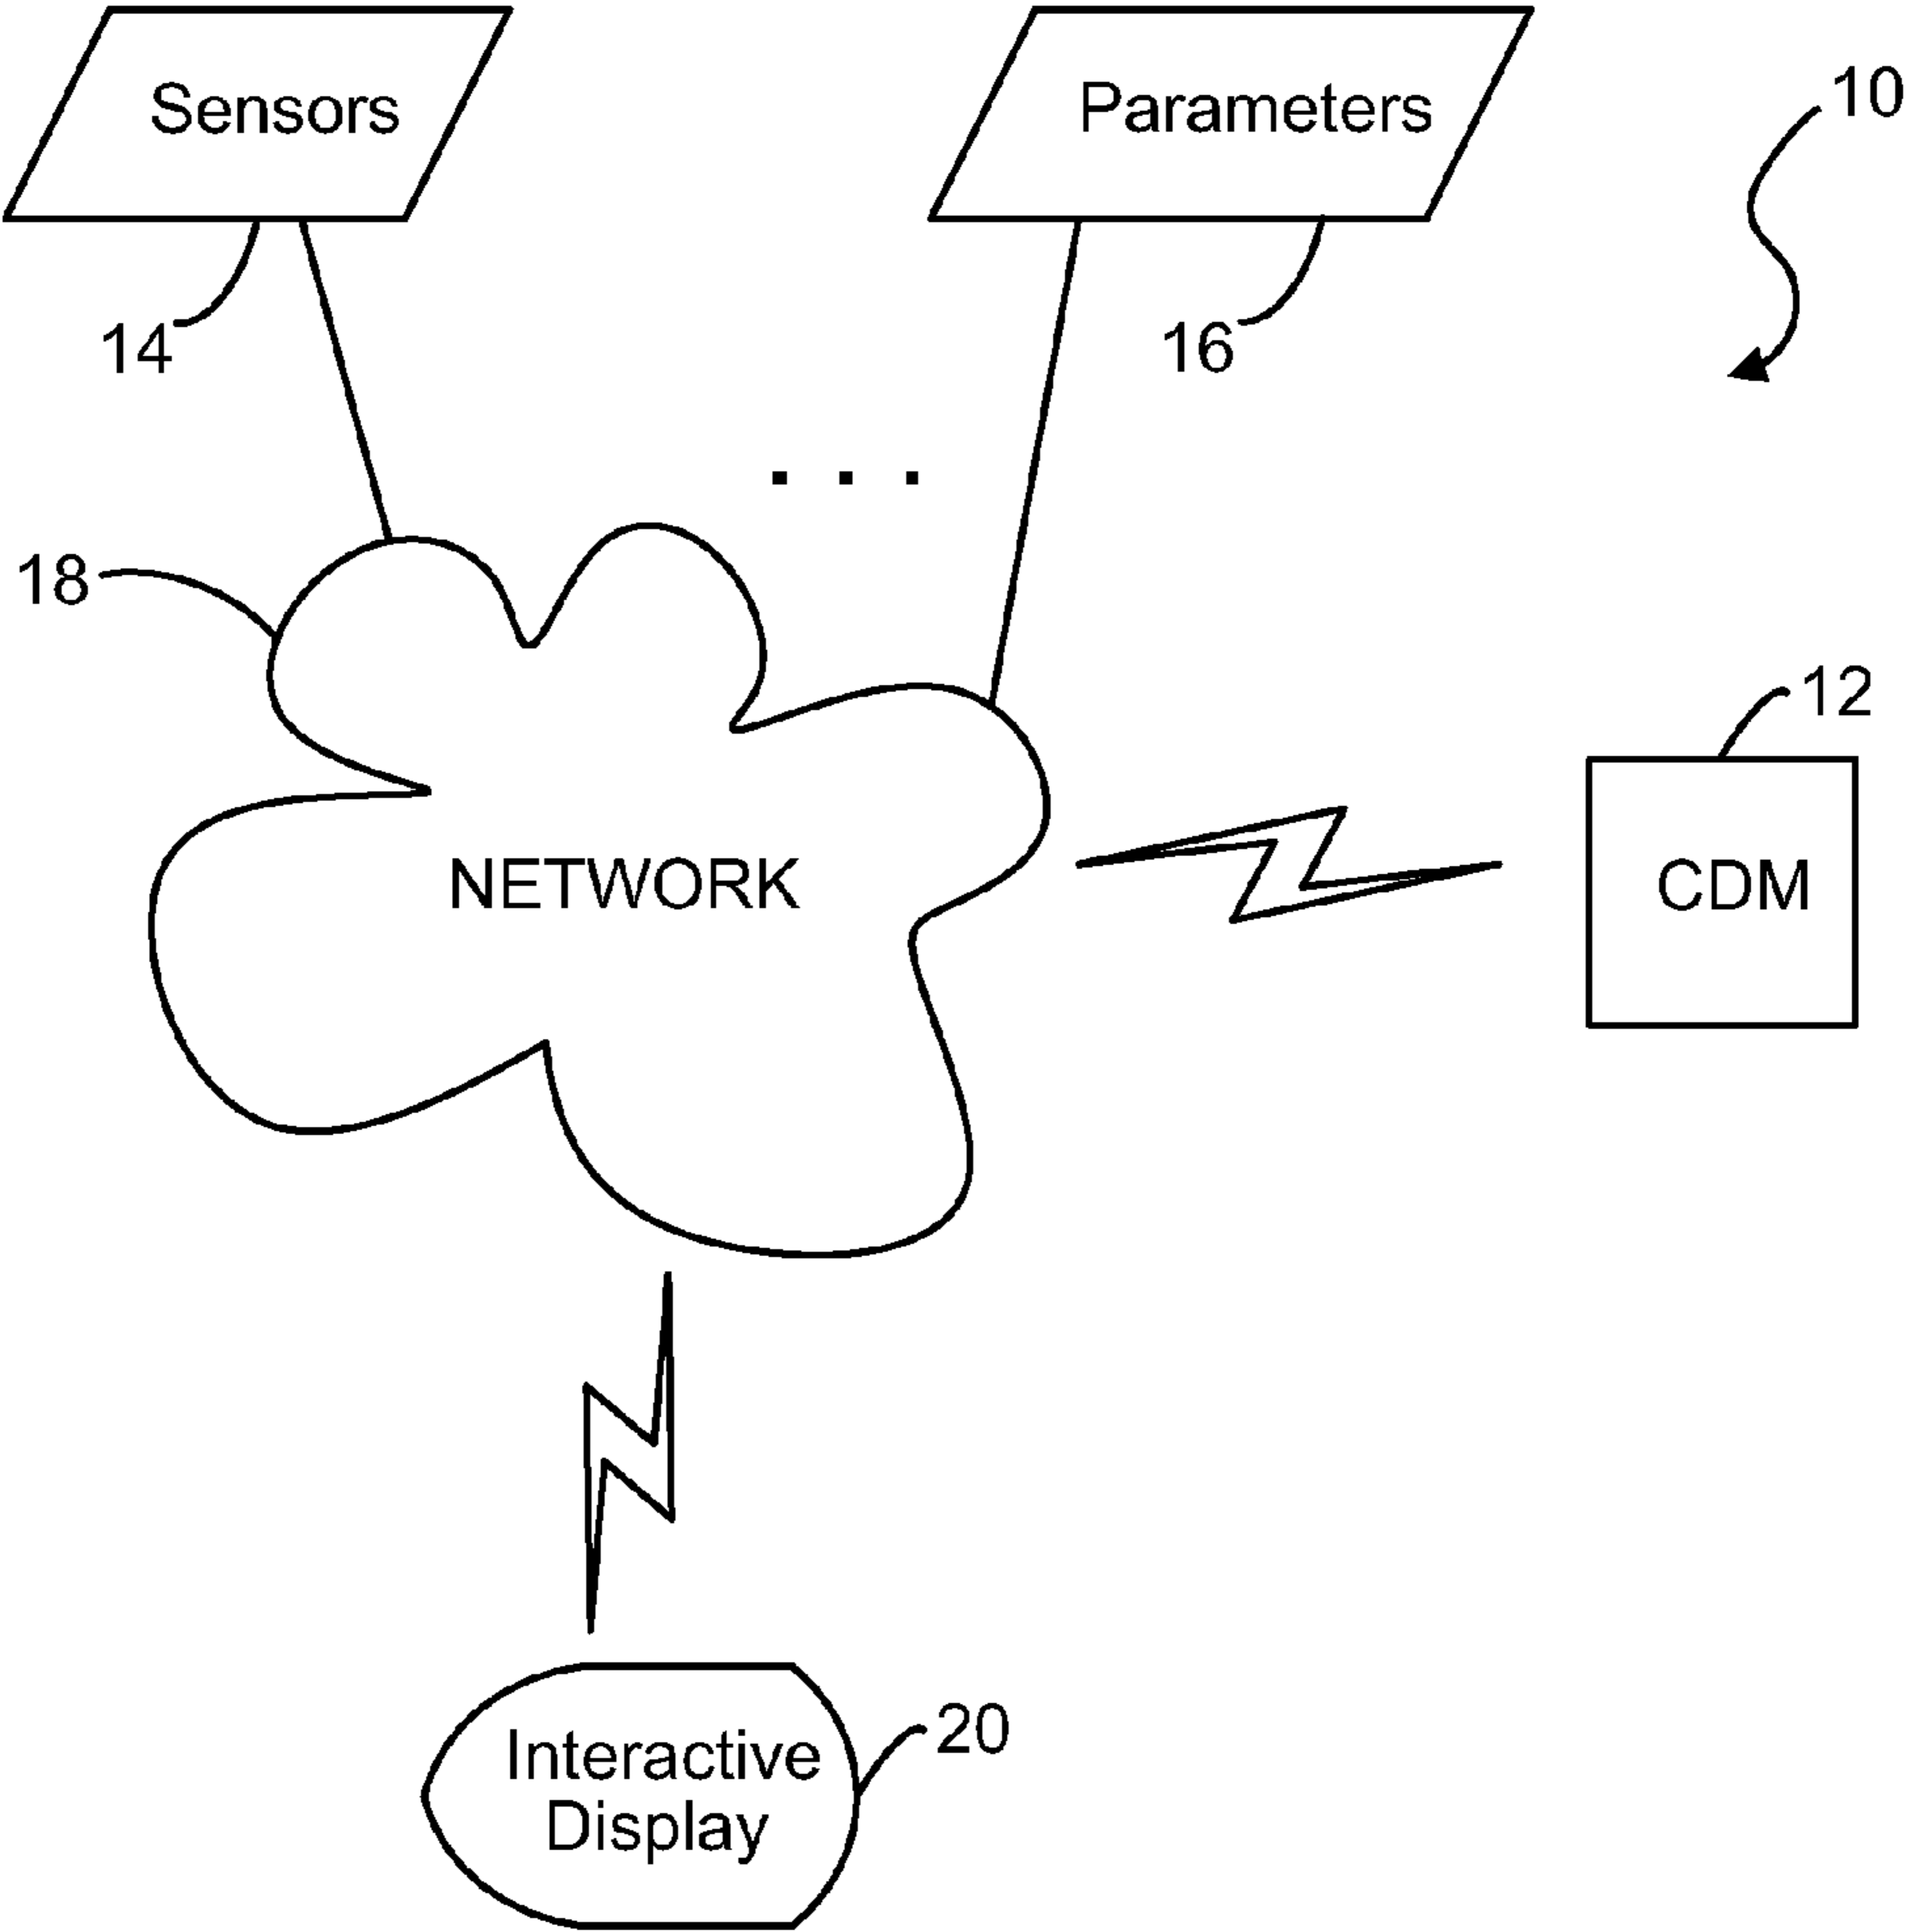 Sensors
Parameters
10
14
16
. . .
18
12
NETWORK
CDM
20
Interactive
Display